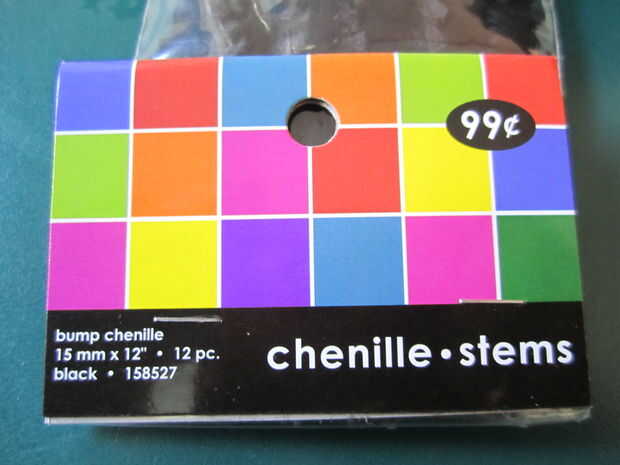 99¢
bump chenille
15 mm x 12" • 12 pc.
black • 158527
chenille • stems